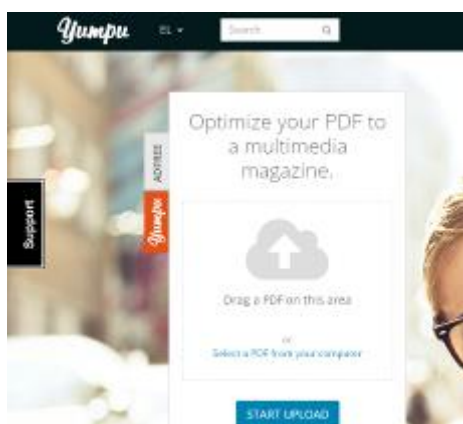 Yumpu
EL
Search
Optimize your PDF to
a multimedia
magazine.
ADFREE
Yumpu
Support
Drag a PDF on this area
or
Select a PDF from your computer
START UPLOAD